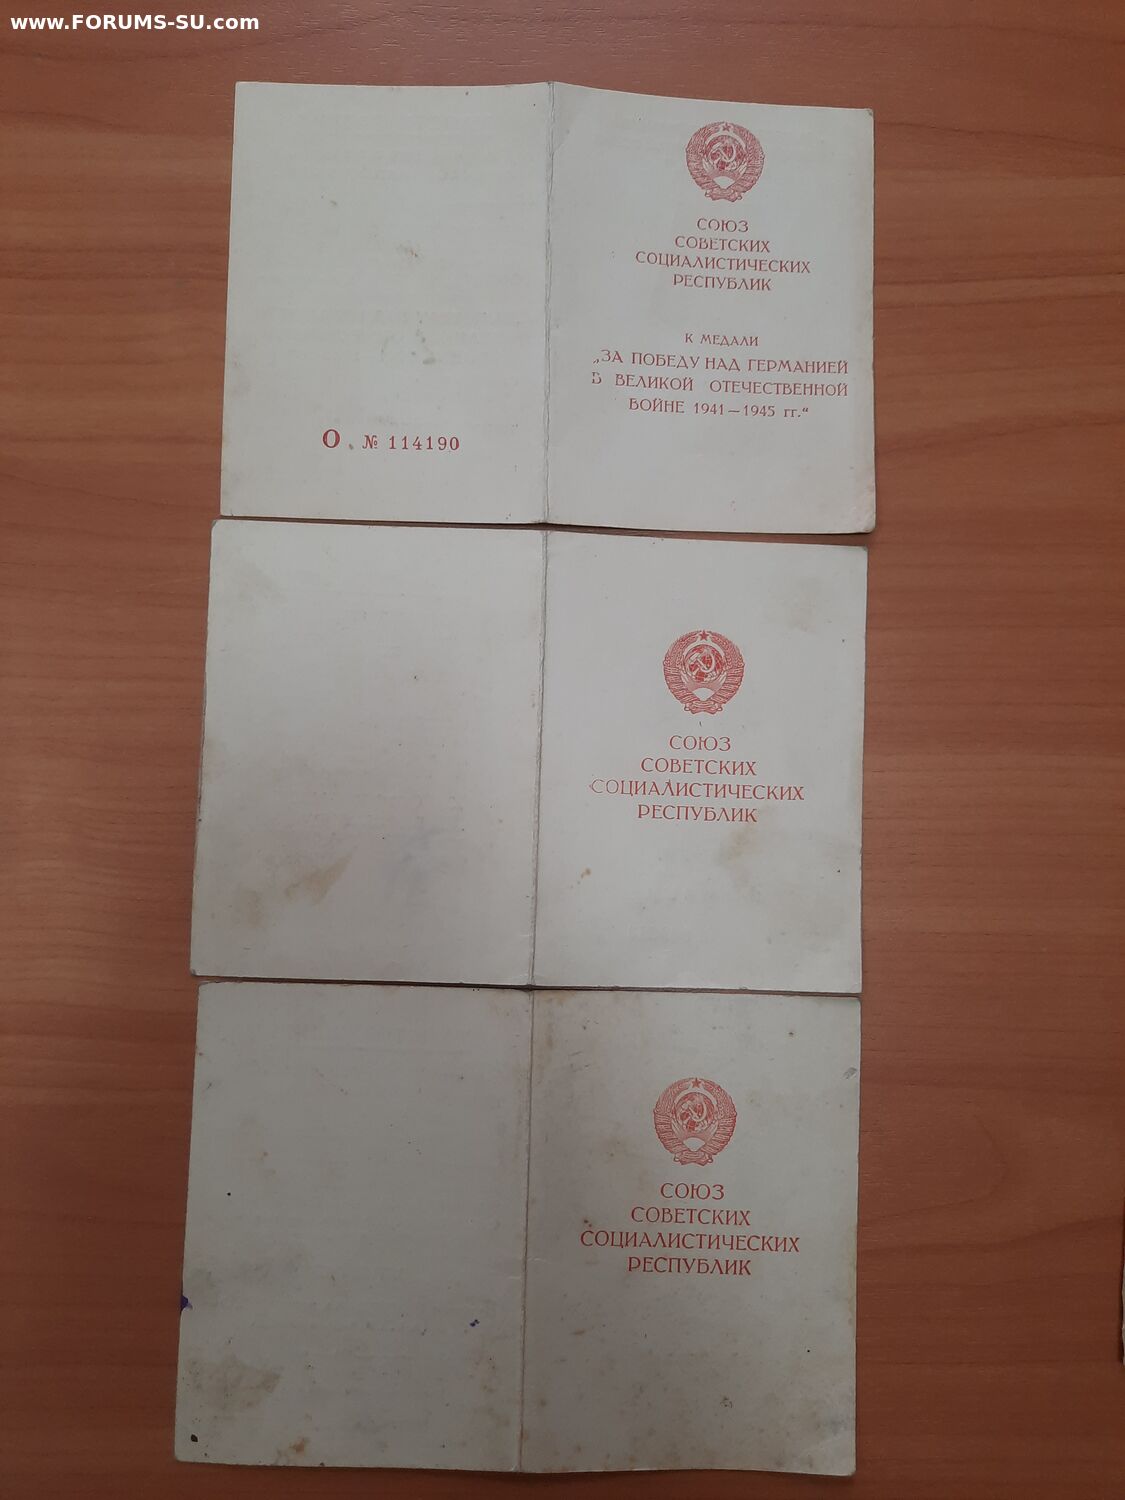 www.FORUMS-SU.com
СОЮЗ
СОВЕТСКИХ
СОЦИАЛИСТИЧЕСКИХ
РЕСПУБЛИК
К МЕДАЛИ
„ЗА ПОБЕДУ НАД ГЕРМАНИЕЙ
В ВЕЛИКОЙ ОТЕЧЕСТВЕННОЙ
ВОЙНЕ 1941—1945 гг.“
О № 114190
СОЮЗ
СОВЕТСКИХ
СОЦИАЛИСТИЧЕСКИХ
РЕСПУБЛИК
СОЮЗ
СОВЕТСКИХ
СОЦИАЛИСТИЧЕСКИХ
РЕСПУБЛИК